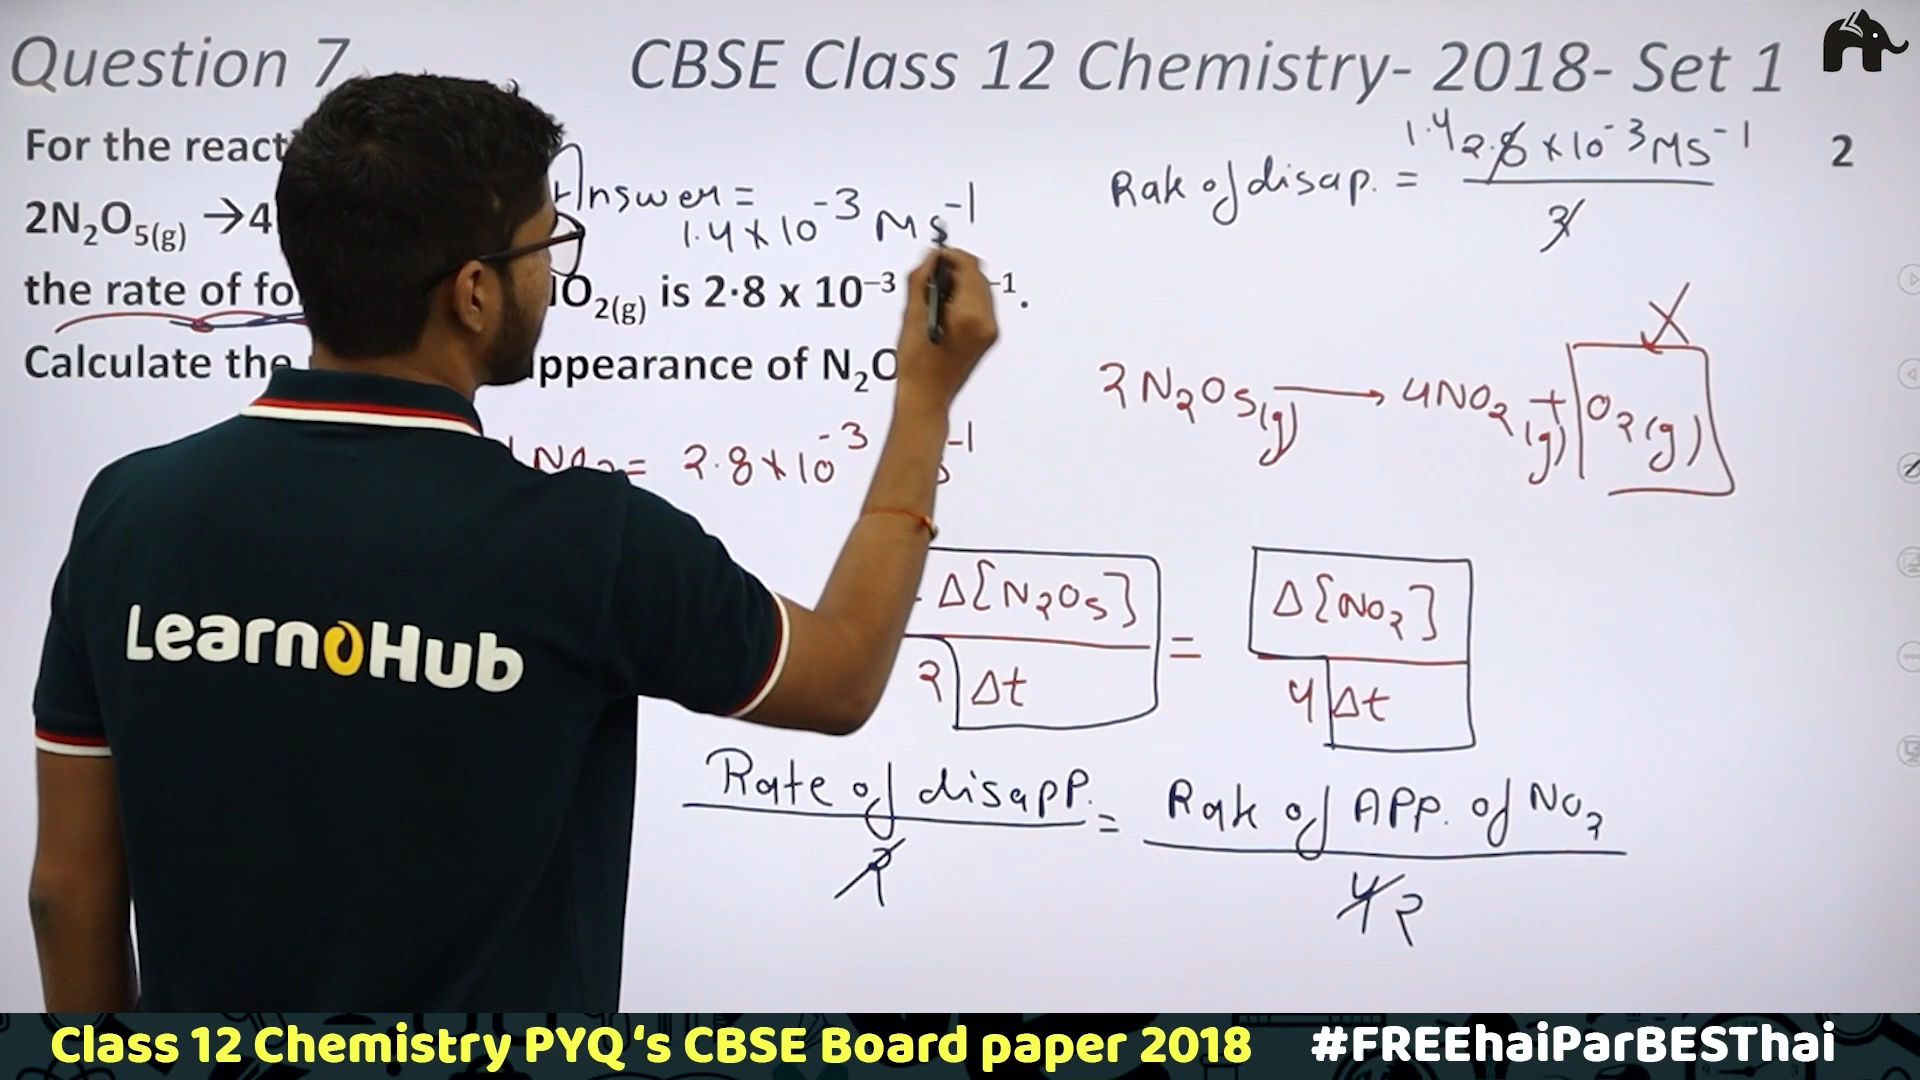 Question 7
CBSE Class 12 Chemistry- 2018- Set 1
For the react
2N₂O₅(g) →4
the rate of fo O₂(g) is 2·8 x 10⁻³ ⁻¹.
Calculate the ppearance of N₂O
2
Answer =
1.4 x 10⁻³ Ms⁻¹
Rate of disap. = 1.4 2.8 x 10⁻³ Ms⁻¹
2
2N₂O₅(g) → 4NO₂(g) + O₂(g)
X
NO₂ = 2.8 x 10⁻³ s⁻¹
- Δ[N₂O₅] = Δ[NO₂]
2 Δt 4 Δt
Rate of disapp. = Rate of App. of NO₂
2 4 2
LearnoHub
Class 12 Chemistry PYQ 's CBSE Board paper 2018 #FREEhaiParBESThai